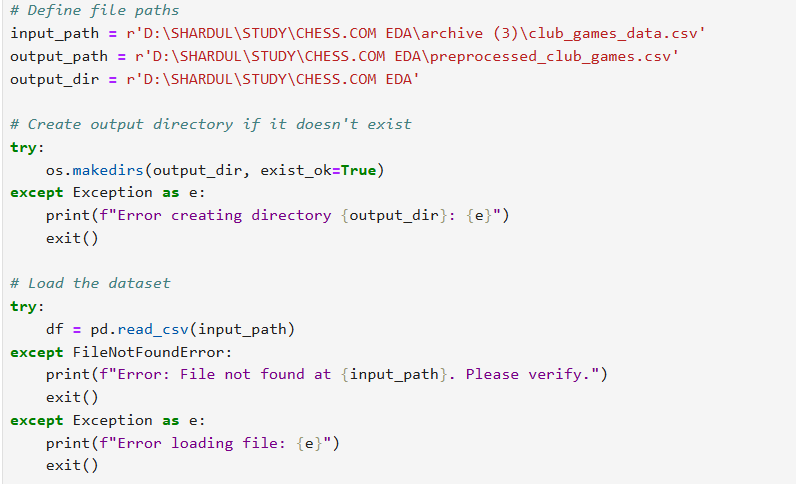 # Define file paths
input_path = r'D:\SHARDUL\STUDY\CHESS.COM EDA\archive (3)\club_games_data.csv'
output_path = r'D:\SHARDUL\STUDY\CHESS.COM EDA\preprocessed_club_games.csv'
output_dir = r'D:\SHARDUL\STUDY\CHESS.COM EDA'

# Create output directory if it doesn't exist
try:
    os.makedirs(output_dir, exist_ok=True)
except Exception as e:
    print(f"Error creating directory {output_dir}: {e}")
    exit()

# Load the dataset
try:
    df = pd.read_csv(input_path)
except FileNotFoundError:
    print(f"Error: File not found at {input_path}. Please verify.")
    exit()
except Exception as e:
    print(f"Error loading file: {e}")
    exit()